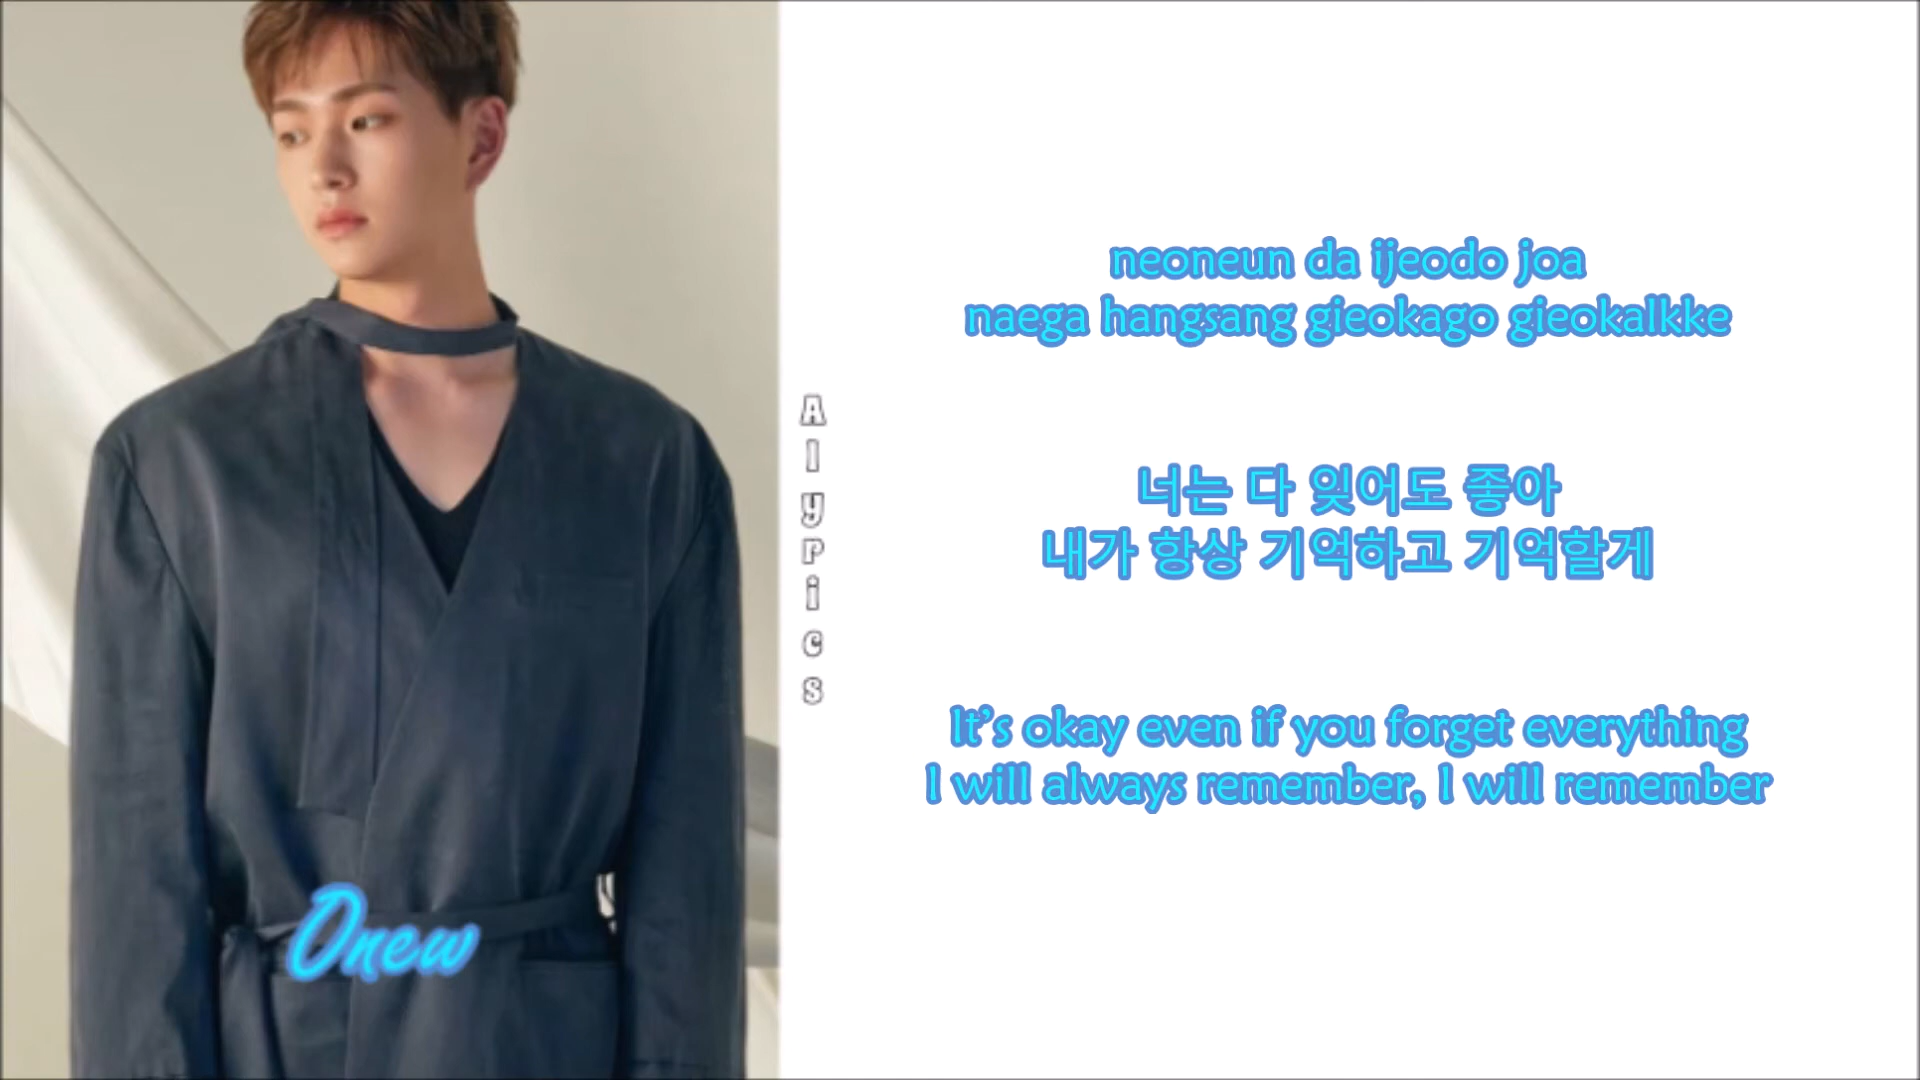 neoneun da ijeodo joa
naega hangsang gieokago gieokalkke
너는 다 잊어도 좋아
내가 항상 기억하고 기억할게
It's okay even if you forget everything
I will always remember, I will remember
Alypics
Onew